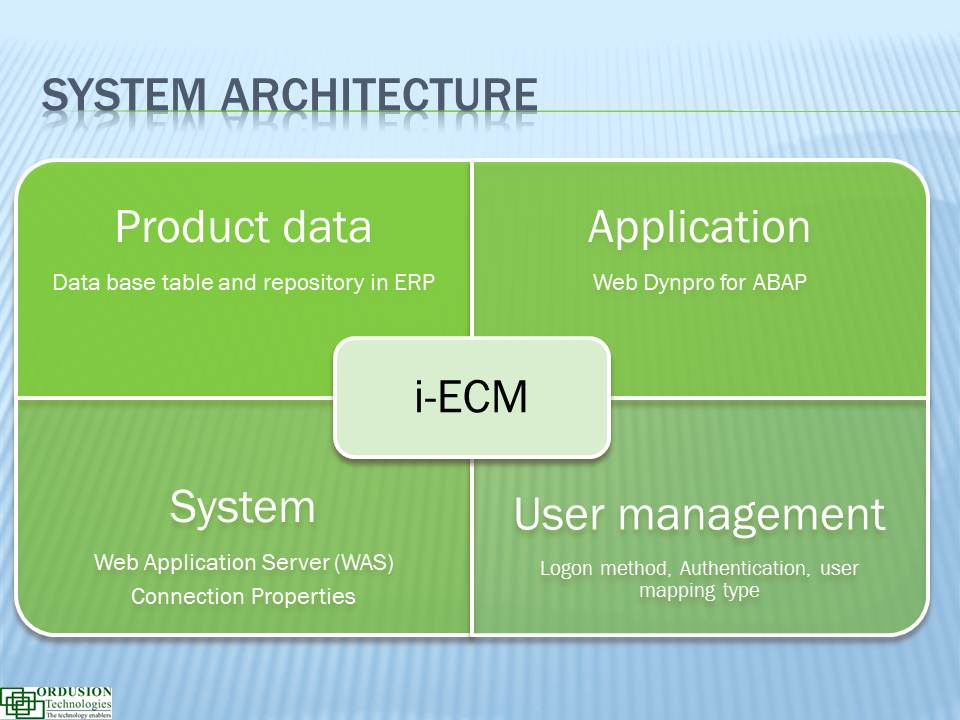 SYSTEM ARCHITECTURE
Product data
Data base table and repository in ERP
Application
Web Dynpro for ABAP
i-ECM
System
Web Application Server (WAS)
Connection Properties
User management
Logon method, Authentication, user
mapping type
ORDUSION
Technologies
The technology enablers